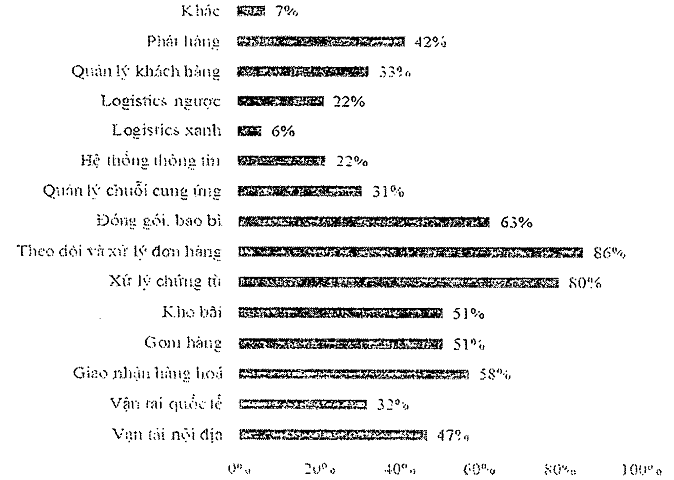 Khác 7%
Phát hàng 42%
Quản lý khách hàng 33%
Logistics ngược 22%
Logistics xanh 6%
Hệ thống thông tin 22%
Quản lý chuỗi cung ứng 31%
Đóng gói, bao bì 63%
Theo dõi và xử lý đơn hàng 86%
Xử lý chứng từ 80%
Kho bãi 51%
Gom hàng 51%
Giao nhận hàng hoá 58%
Vận tải quốc tế 32%
Vận tải nội địa 47%
0% 20% 40% 60% 80% 100%